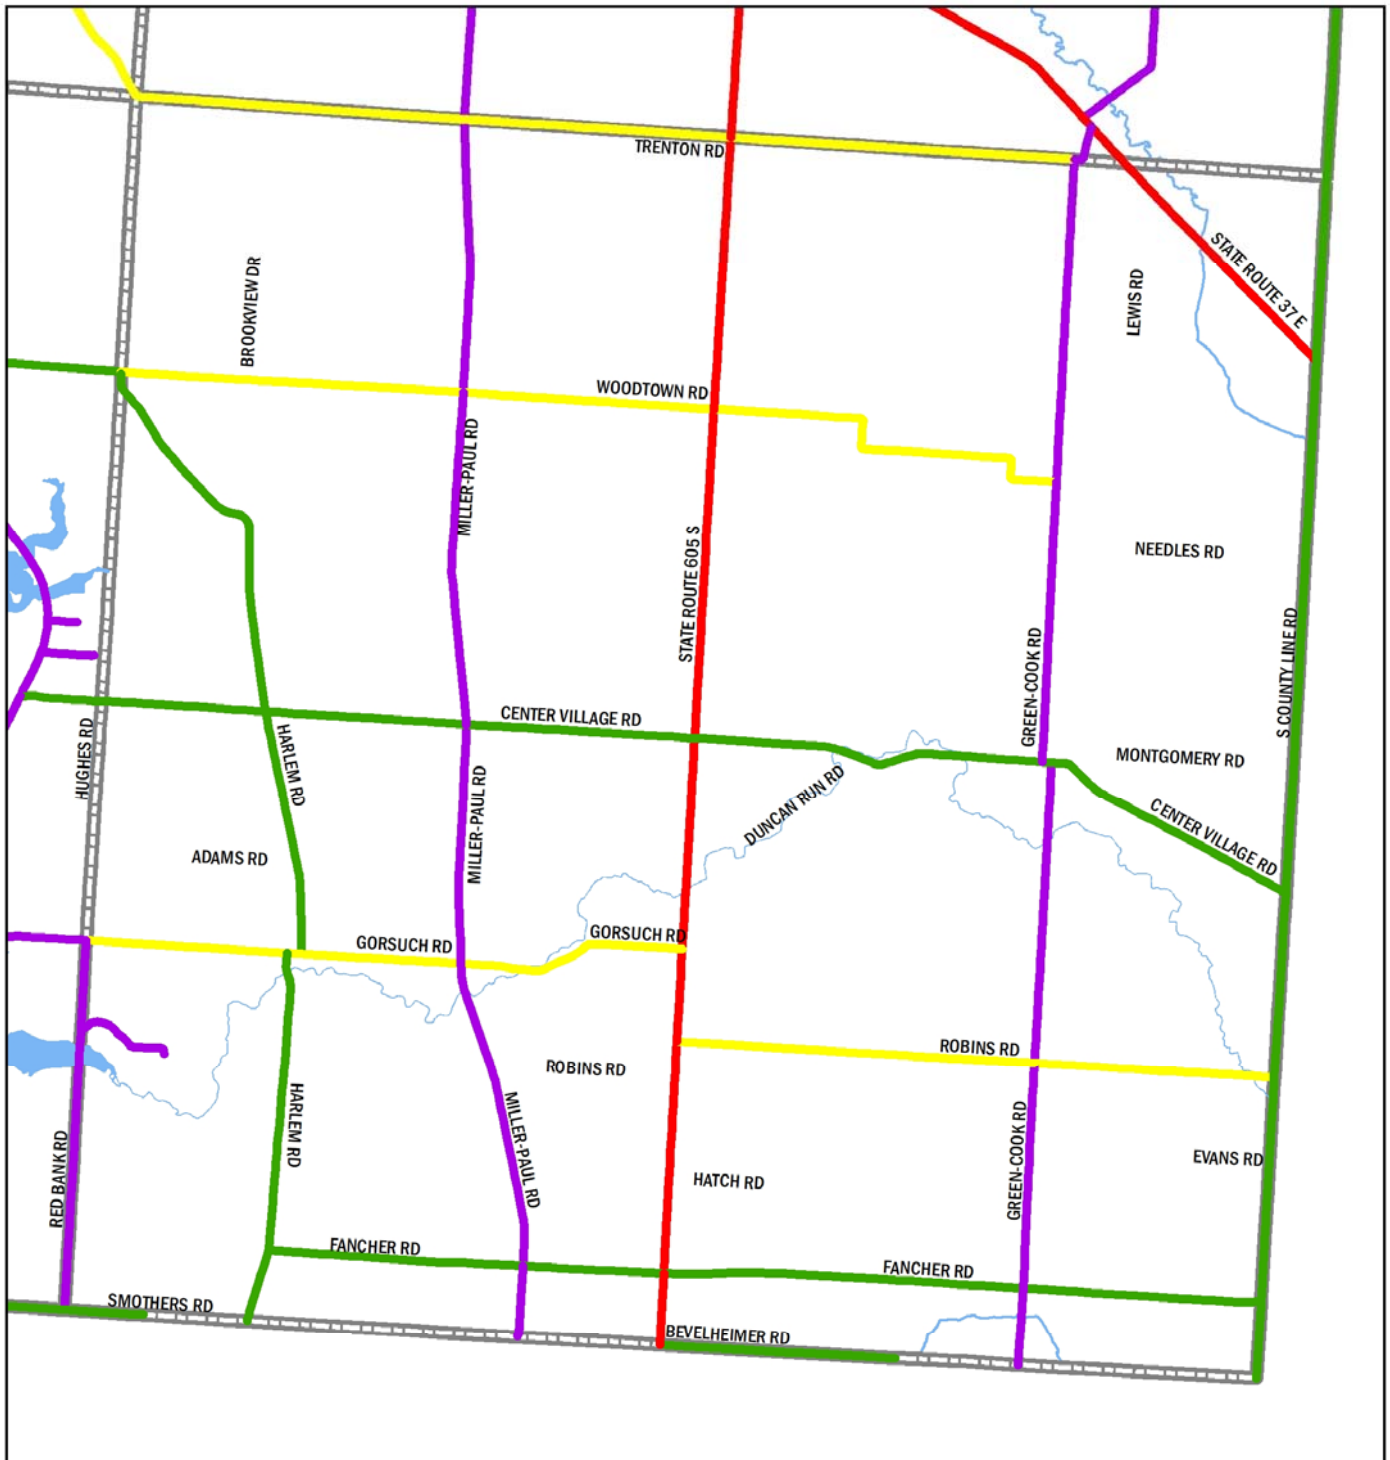 TRENTON RD
STATE ROUTE 37 E
BROOKVIEW DR
LEWIS RD
WOODTOWN RD
MILLER-PAUL RD
STATE ROUTE 605 S
NEEDLES RD
GREEN-COOK RD
S COUNTY LINE RD
CENTER VILLAGE RD
HUGHES RD
HARLEM RD
MONTGOMERY RD
MILLER-PAUL RD
DUNCAN RUN RD
CENTER VILLAGE RD
ADAMS RD
GORSUCH RD
GORSUCH RD
ROBINS RD
ROBINS RD
HARLEM RD
MILLER-PAUL RD
RED BANK RD
GREEN-COOK RD
EVANS RD
HATCH RD
FANCHER RD
FANCHER RD
SMOTHERS RD
BEVELHEIMER RD